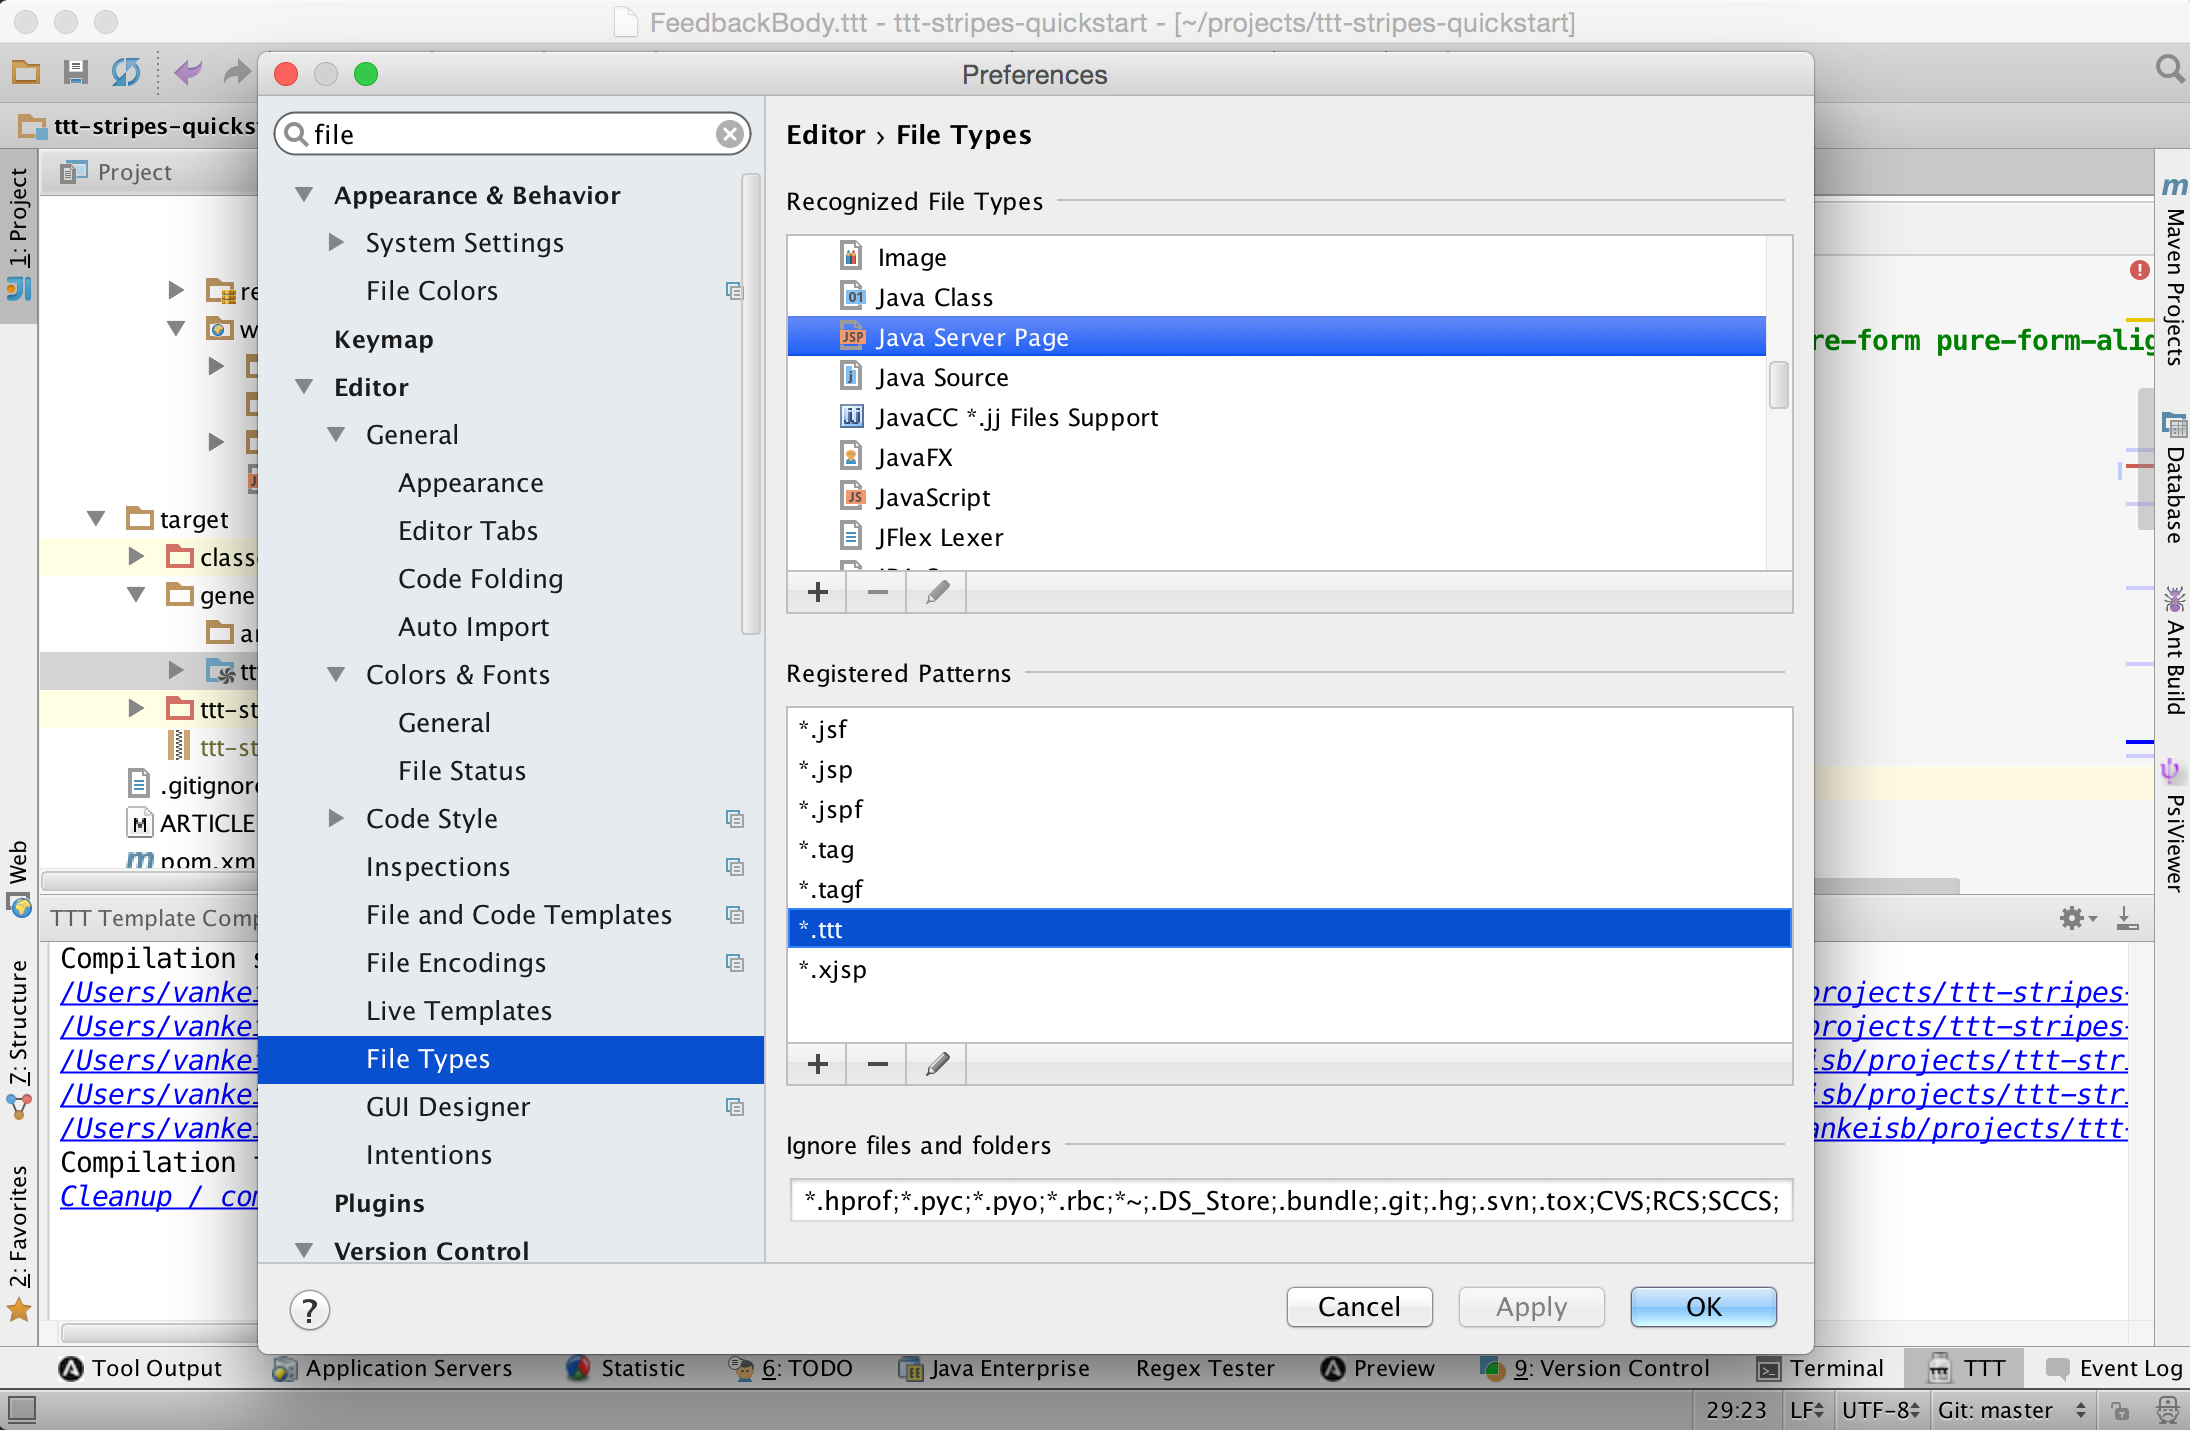 FeedbackBody.ttt - ttt-stripes-quickstart - [~/projects/ttt-stripes-quickstart]
Preferences
ttt-stripes-quicks
1: Project
Project
re
w
target
class
gene
a
tt
ttt-st
ttt-st
.gitignor
ARTICLE
pom.xm
Web
7: Structure
2: Favorites
file
Appearance & Behavior
System Settings
File Colors
Keymap
Editor
General
Appearance
Editor Tabs
Code Folding
Auto Import
Colors & Fonts
General
File Status
Code Style
Inspections
File and Code Templates
File Encodings
Live Templates
File Types
GUI Designer
Intentions
Plugins
Version Control
Editor › File Types
Recognized File Types
Image
Java Class
Java Server Page
Java Source
JavaCC *.jj Files Support
JavaFX
JavaScript
JFlex Lexer
Registered Patterns
*.jsf
*.jsp
*.jspf
*.tag
*.tagf
*.ttt
*.xjsp
Ignore files and folders
*.hprof;*.pyc;*.pyo;*.rbc;*~;.DS_Store;.bundle;.git;.hg;.svn;.tox;CVS;RCS;SCCS;
?
Cancel
Apply
OK
re-form pure-form-alig
Maven Projects
Database
Ant Build
PsiViewer
TTT Template Comp
Compilation s
/Users/vankei
/Users/vankei
/Users/vankei
/Users/vankei
/Users/vankei
Compilation
Cleanup / com
projects/ttt-stripes-
projects/ttt-stripes-
isb/projects/ttt-str
isb/projects/ttt-str
ankeisb/projects/ttt-
Tool Output
Application Servers
Statistic
6: TODO
Java Enterprise
Regex Tester
Preview
9: Version Control
Terminal
TTT
Event Log
29:23
LF
UTF-8
Git: master